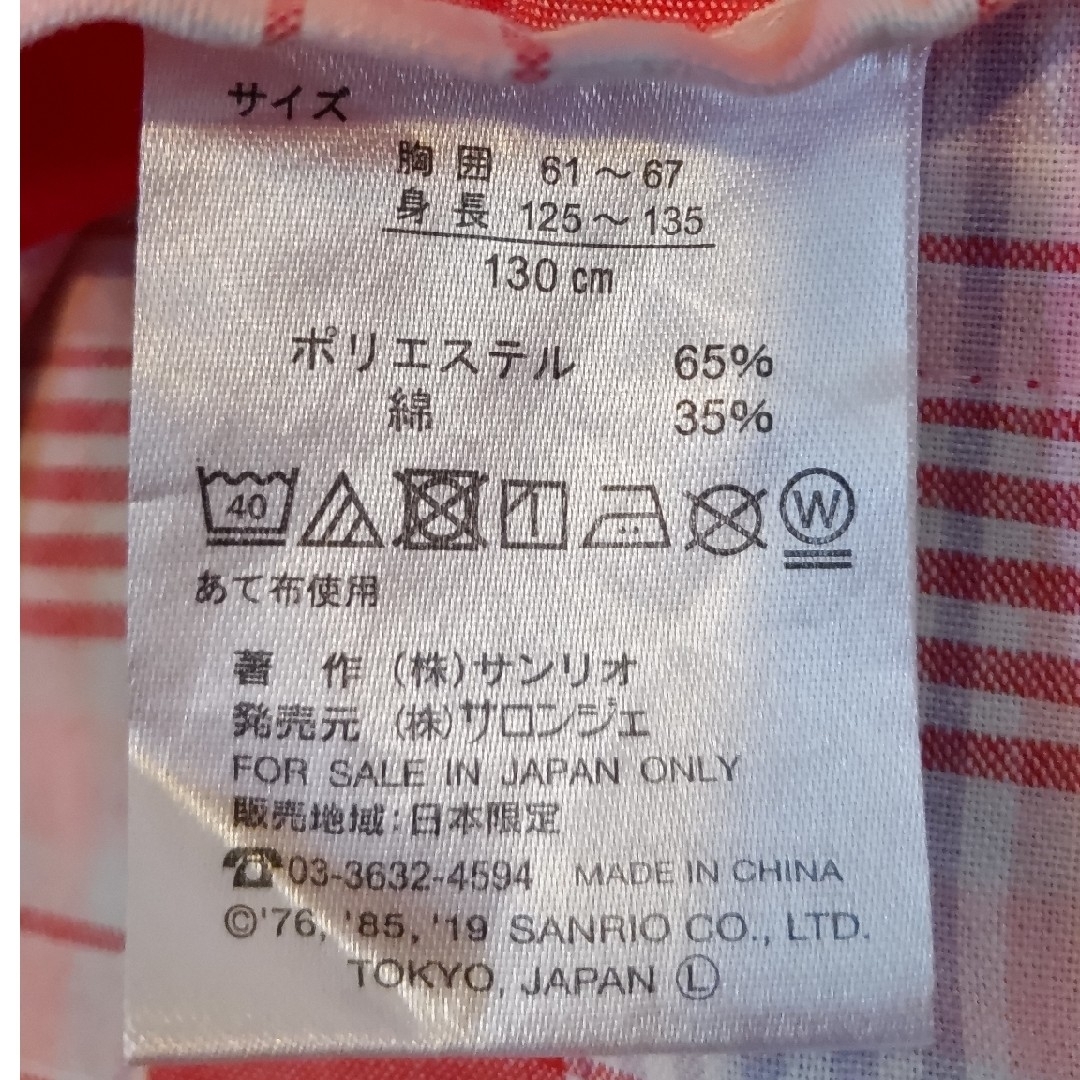 サイズ
胸囲 61〜67
身長 125〜135
130cm
ポリエステル 65%
綿 35%
40 W
あて布使用
著作 (株)サンリオ
発売元 (株)サロンジェ
FOR SALE IN JAPAN ONLY
販売地域:日本限定
☎03-3632-4594 MADE IN CHINA
©'76, '85, '19 SANRIO CO., LTD.
TOKYO, JAPAN Ⓛ